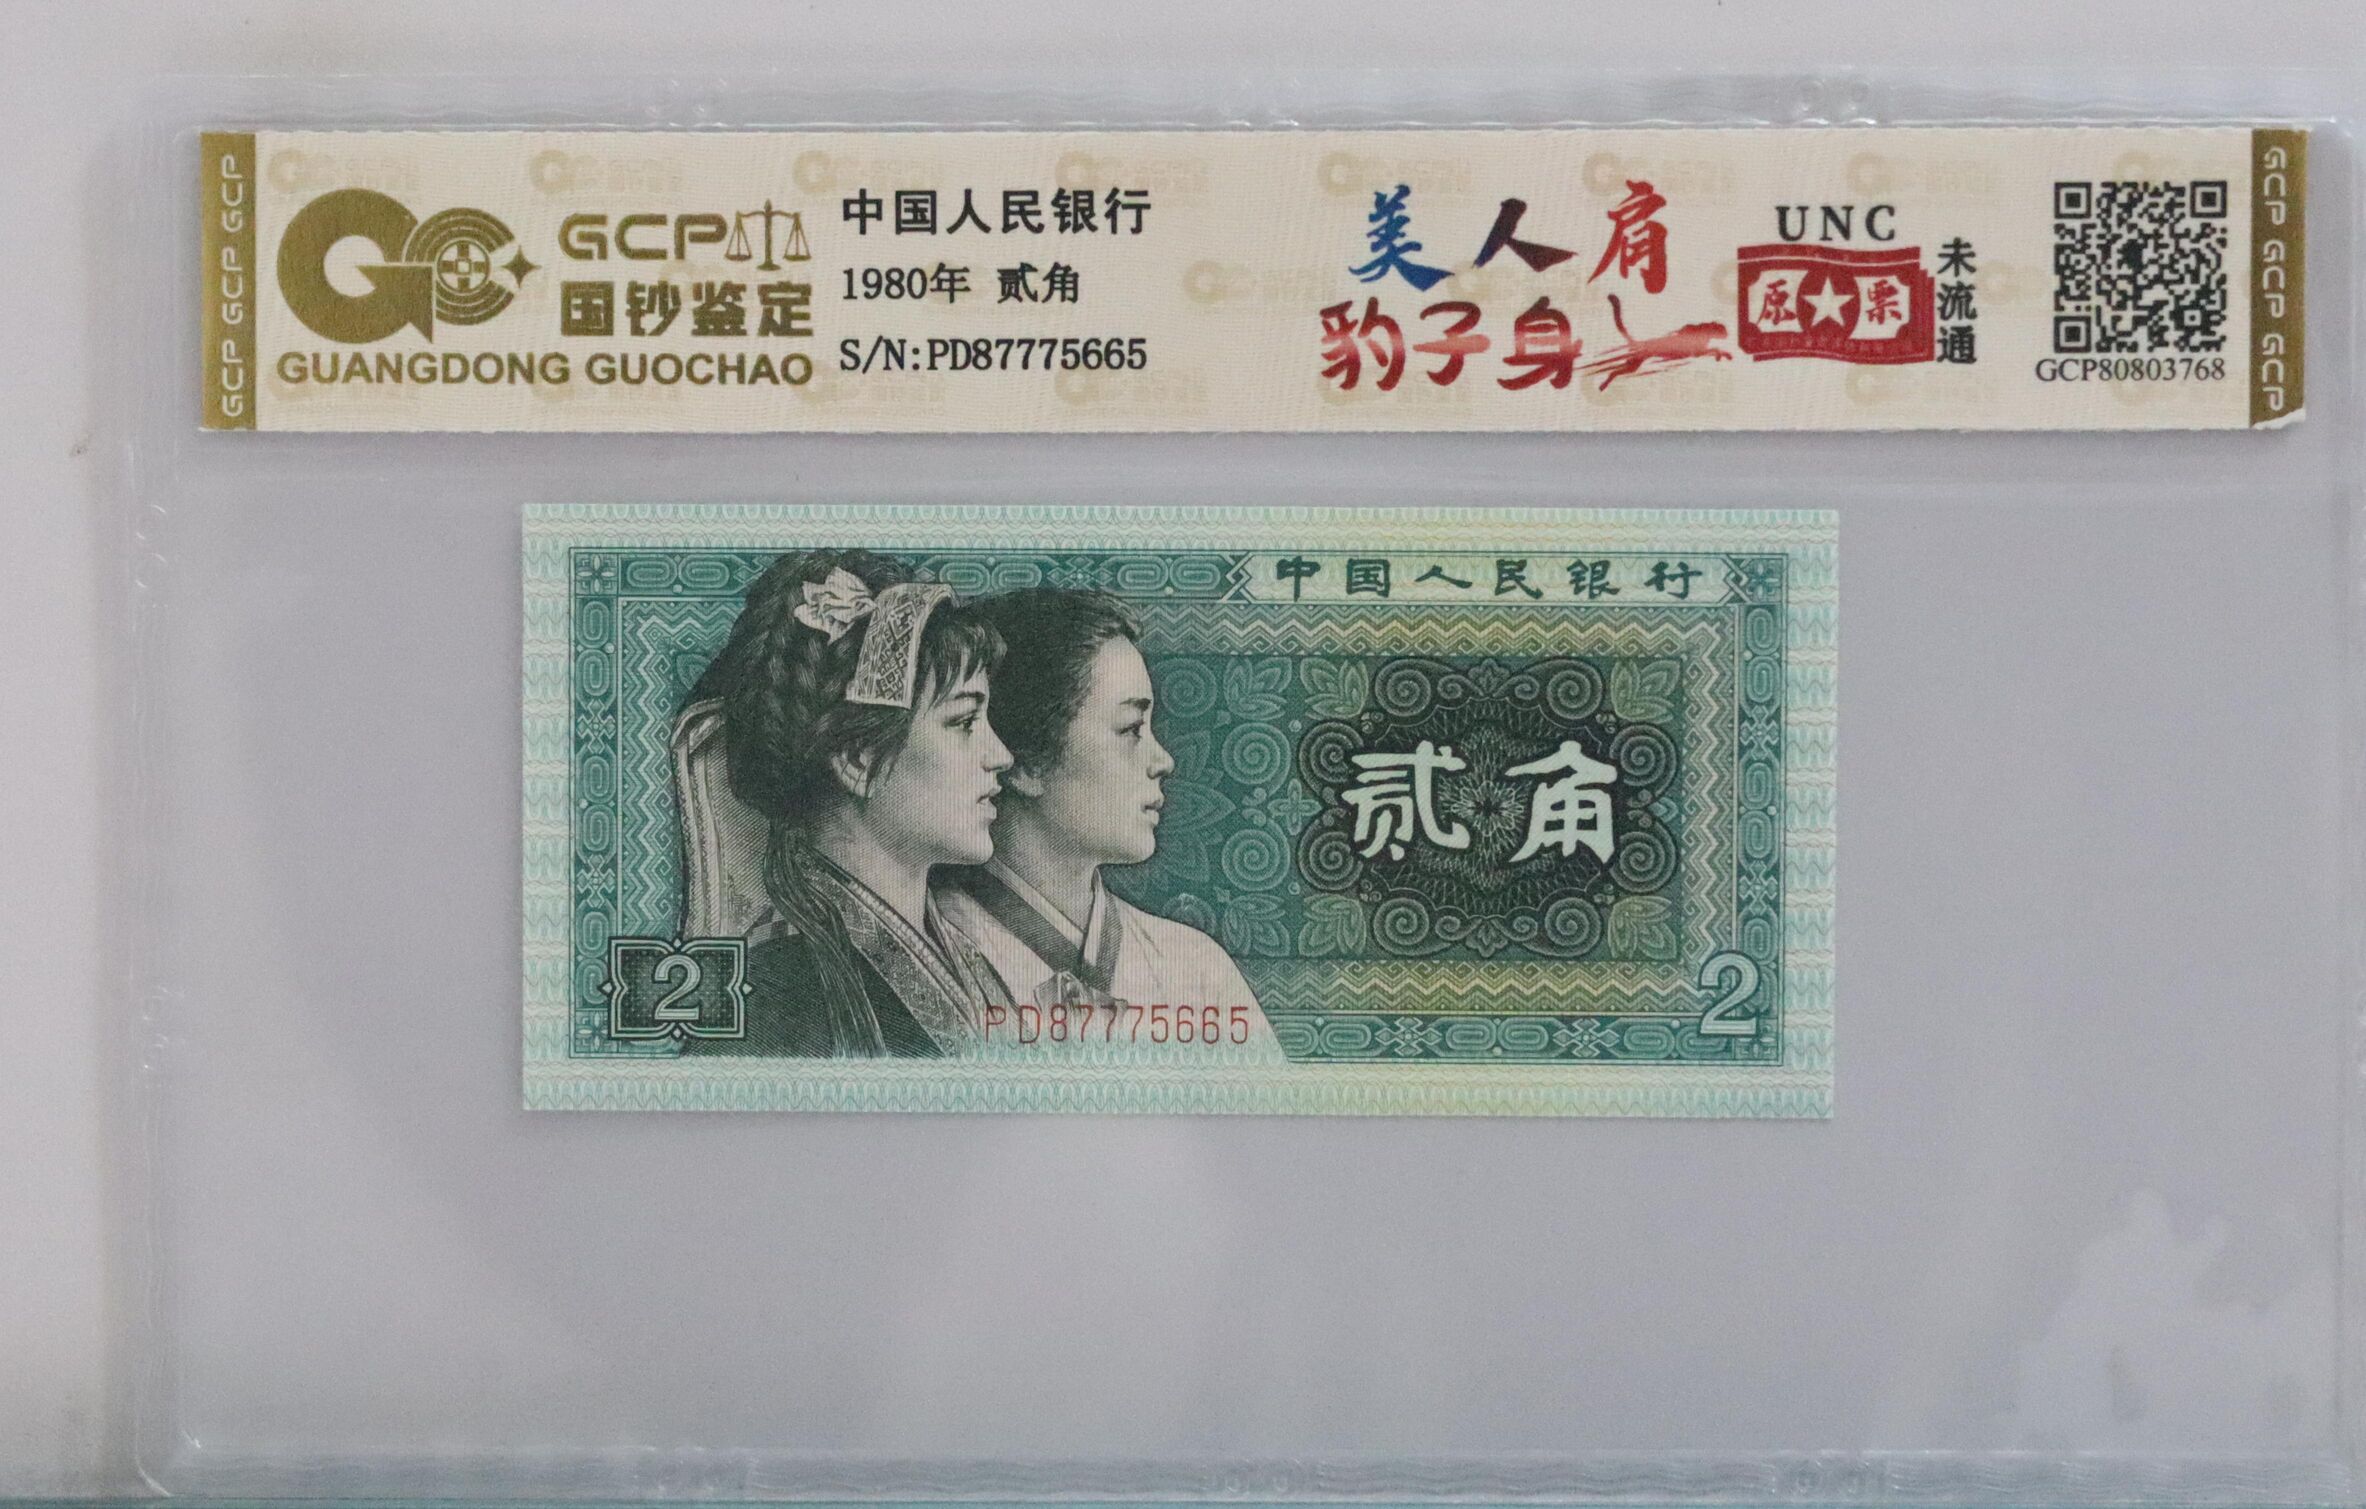 GCP GCP GCP
GCP
国钞鉴定
GUANGDONG GUOCHAO
中国人民银行
1980年 贰角
S/N:PD87775665
美人肩
豹子身
UNC
原票
未流通
GCP80803768
GCP GCP GCP
中国人民银行
贰角
2
PD87775665
2